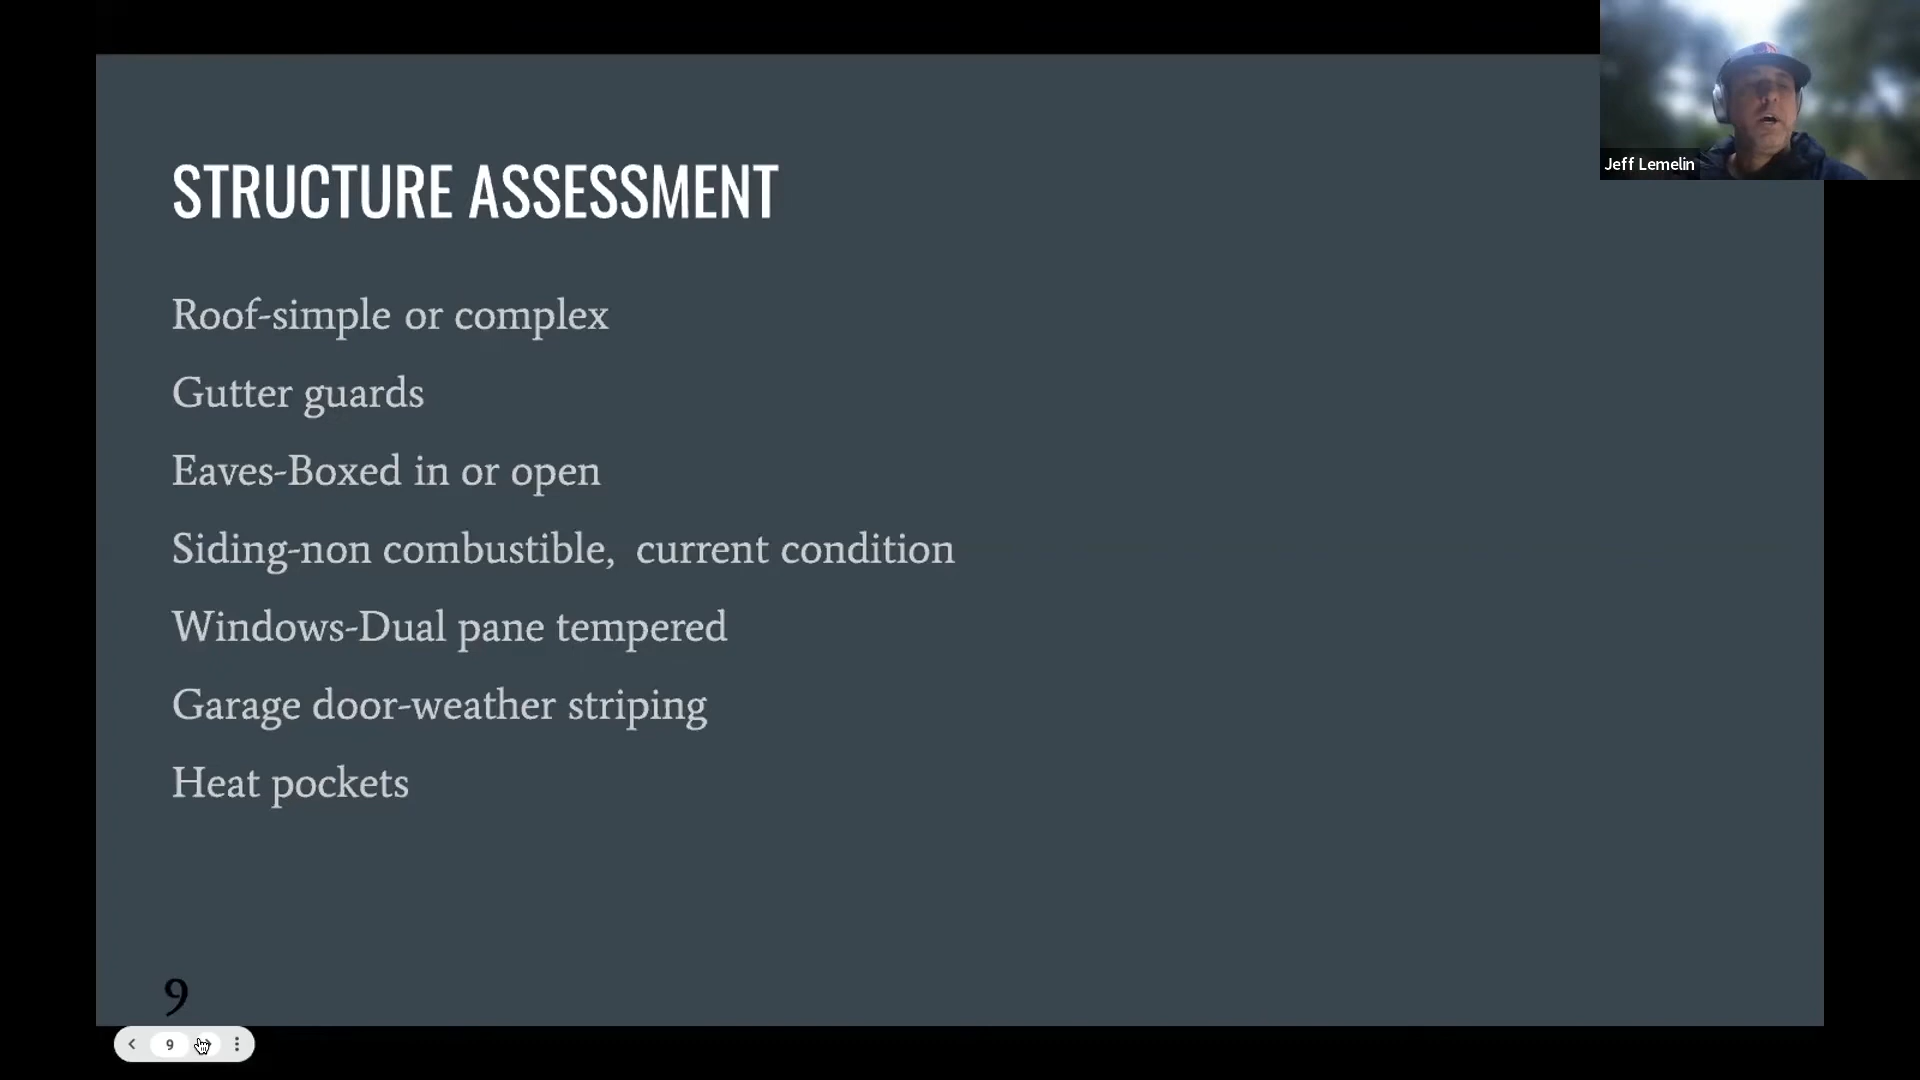 Jeff Lemelin
STRUCTURE ASSESSMENT
Roof-simple or complex
Gutter guards
Eaves-Boxed in or open
Siding-non combustible,  current condition
Windows-Dual pane tempered
Garage door-weather striping
Heat pockets
9
9